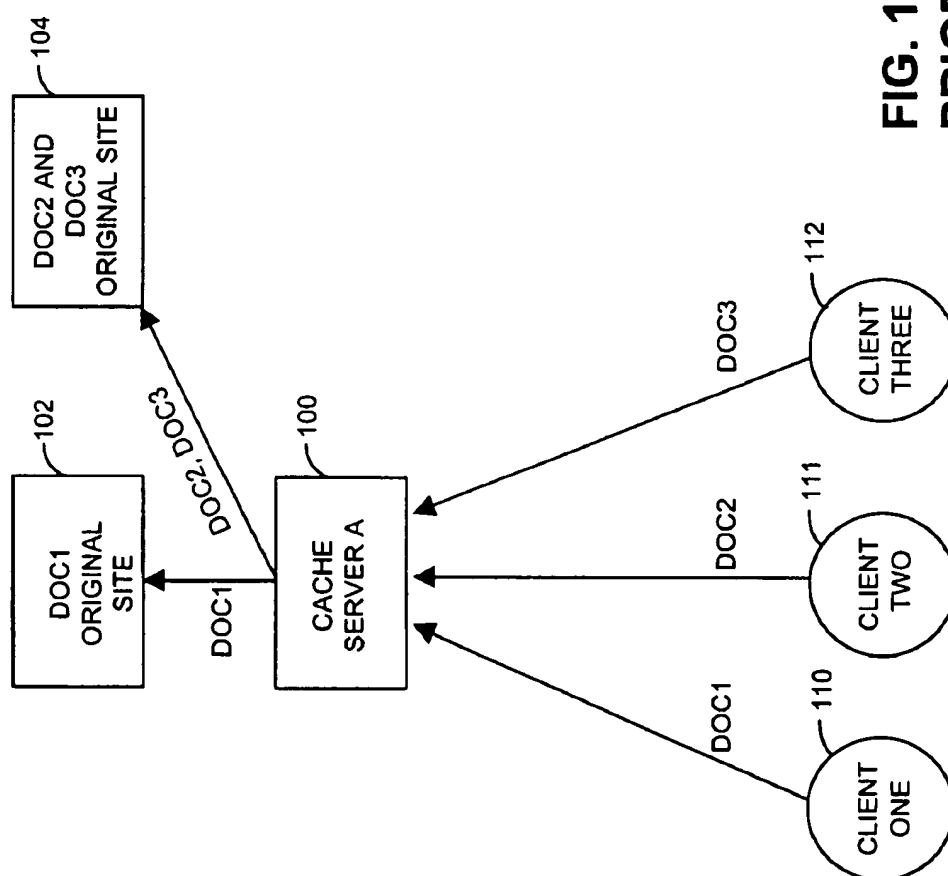 104
DOC2 AND
DOC3
ORIGINAL SITE
102
DOC1
ORIGINAL
SITE
DOC2, DOC3
DOC1
100
CACHE
SERVER A
DOC1
DOC2
DOC3
110
CLIENT
ONE
111
CLIENT
TWO
112
CLIENT
THREE
FIG. 1